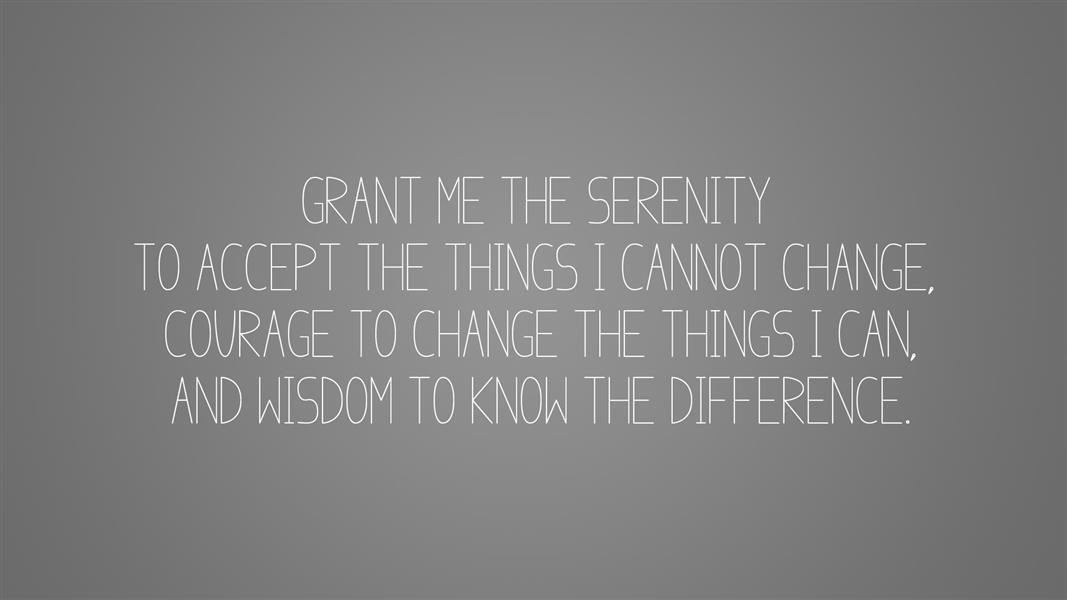 GRANT ME THE SERENITY
TO ACCEPT THE THINGS I CANNOT CHANGE,
COURAGE TO CHANGE THE THINGS I CAN,
AND WISDOM TO KNOW THE DIFFERENCE.